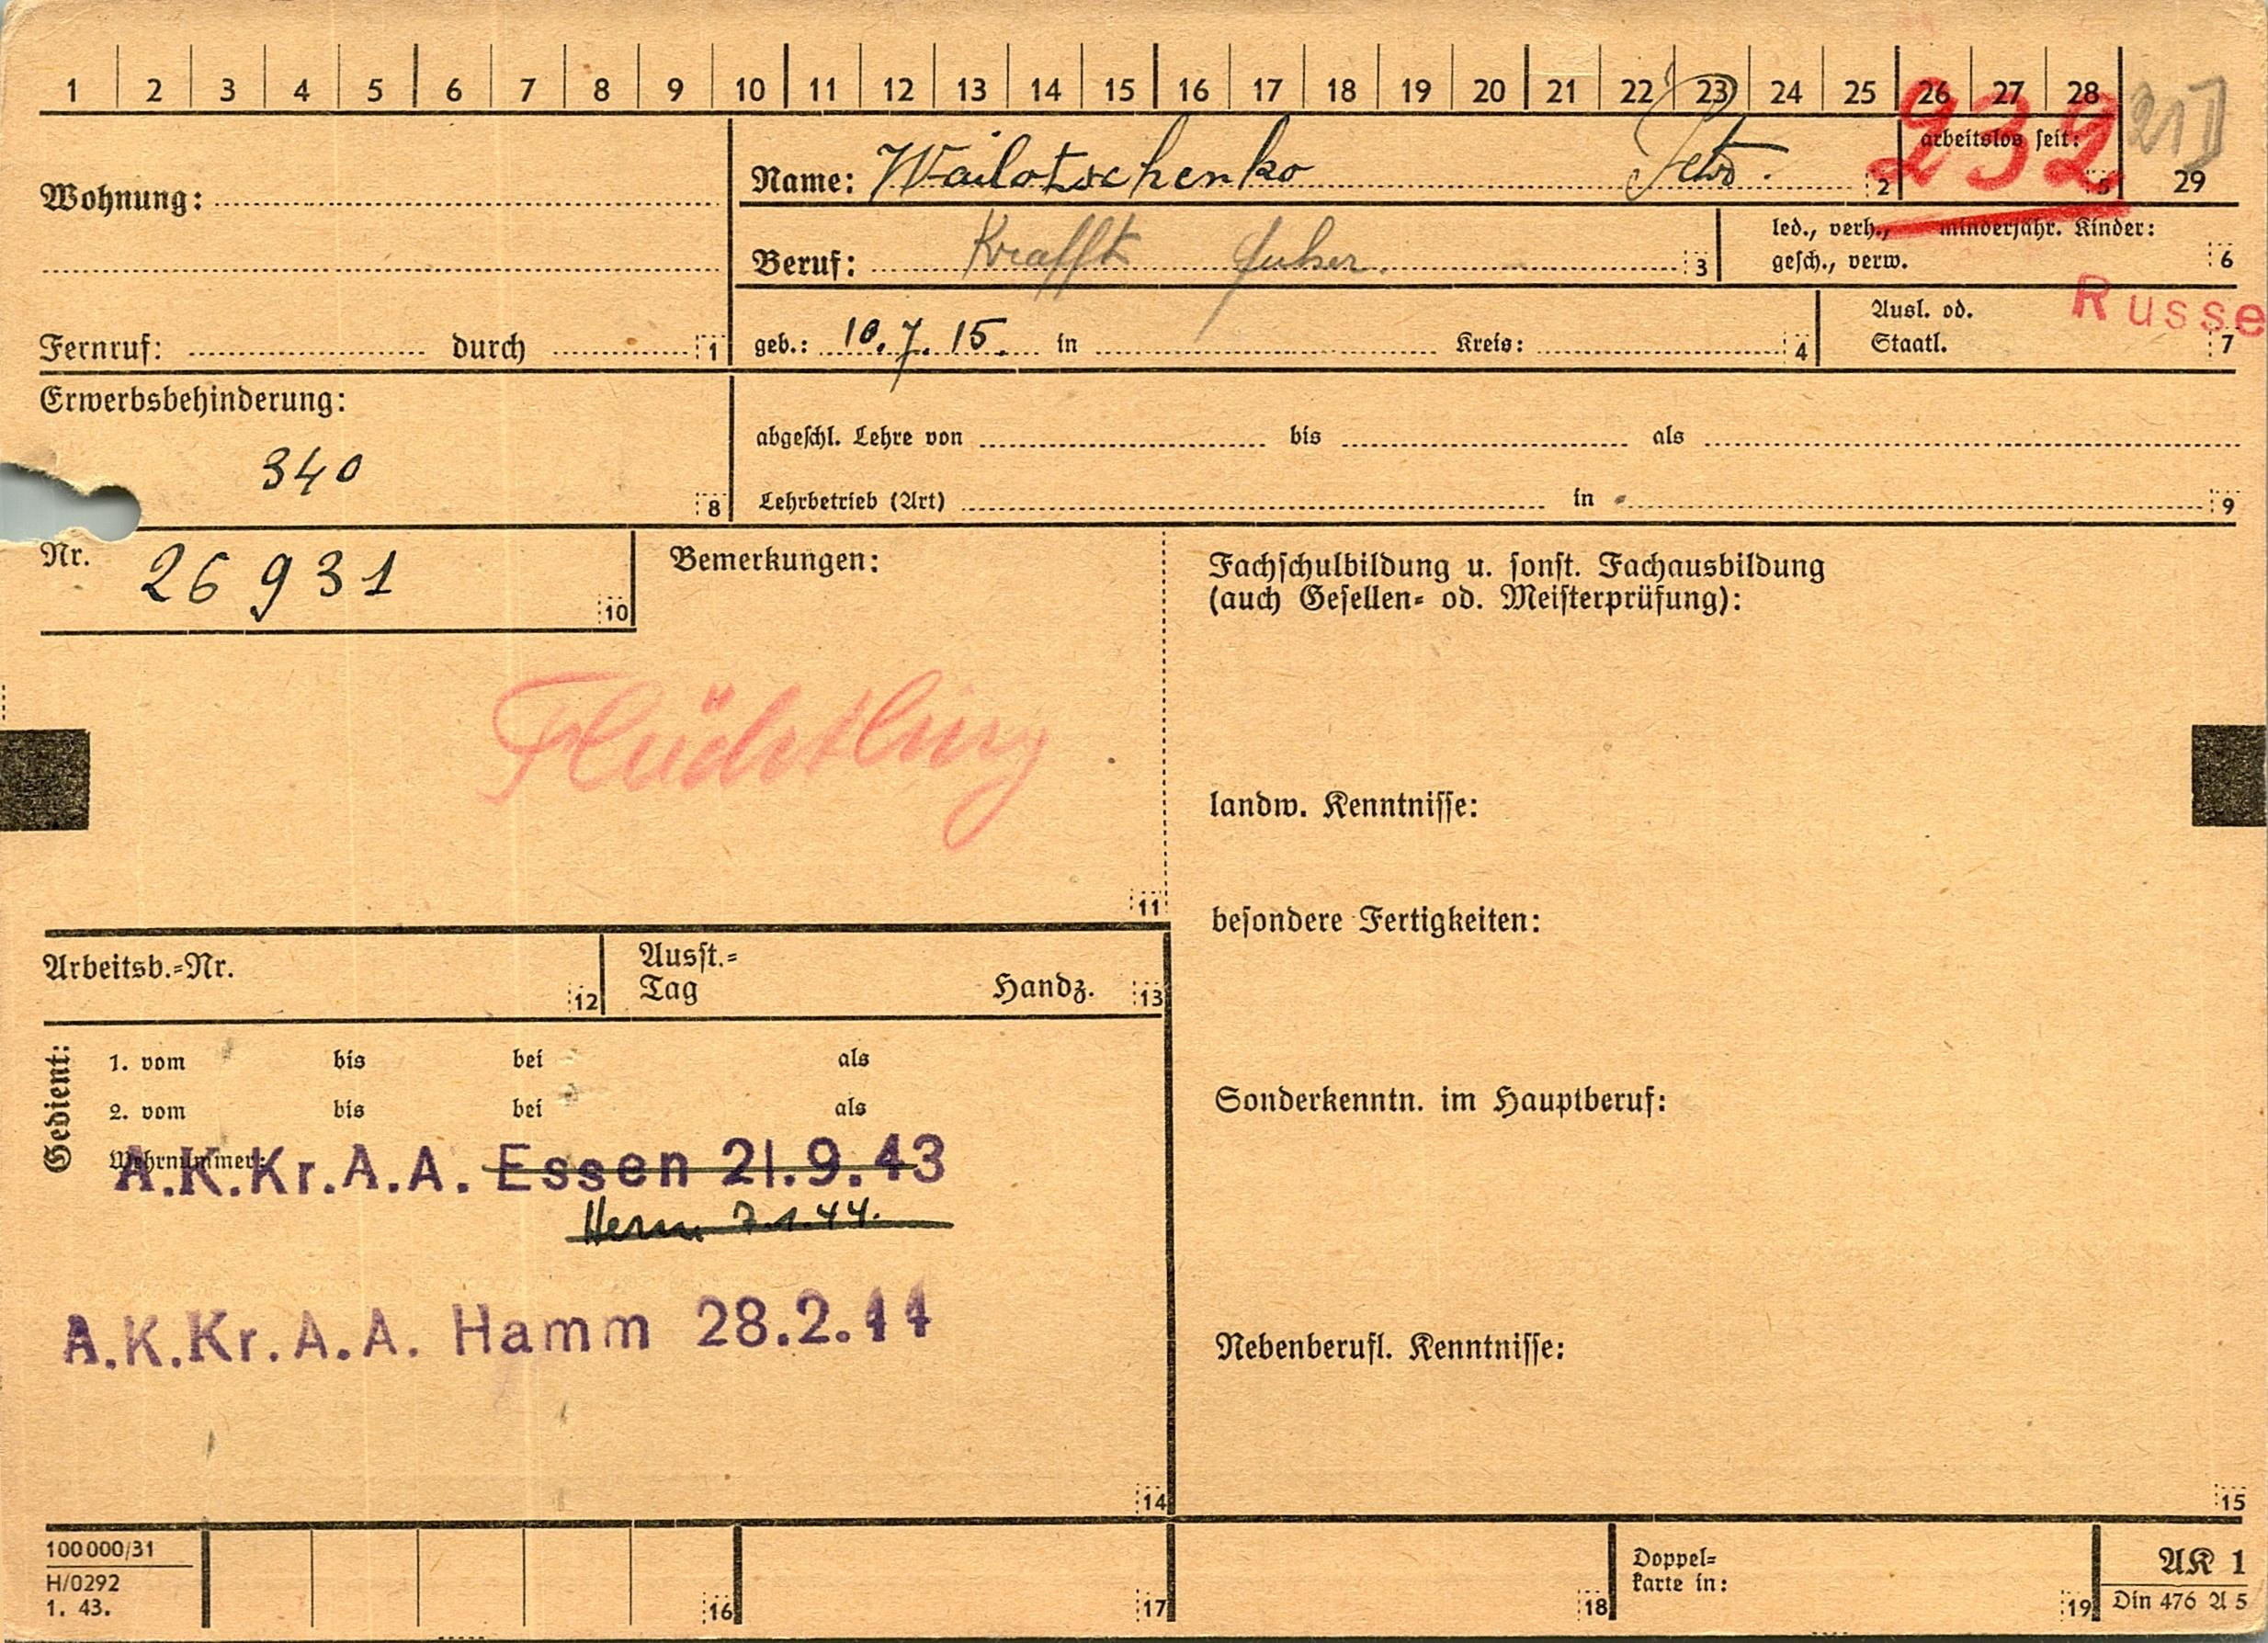 1 2 3 4 5 6 7 8 9 10 11 12 13 14 15 16 17 18 19 20 21 22 23 24 25 26 27 28
232
29
Wohnung:
Name: Wailotschenko 2
arbeitslos seit: 5
Beruf: Krafft fuher. 3
led., verh., minderjähr. Kinder:
gesch., verw. 6
Fernruf: durch 1
geb.: 10.7.15. in Kreis: 4
Ausl. od.
Staatl. 7
Russe
Erwerbsbehinderung:
340
8
abgeschl. Lehre von bis als
Lehrbetrieb (Art) in 9
Nr. 26931 10
Bemerkungen:
Flüchtling
11
Fachschulbildung u. sonst. Fachausbildung
(auch Gesellen- od. Meisterprüfung):
landw. Kenntnisse:
besondere Fertigkeiten:
Sonderkenntn. im Hauptberuf:
Nebenberufl. Kenntnisse:
15
Arbeitsb.-Nr. 12
Ausst.-
Tag Handz. 13
Gedient:
1. vom bis bei als
2. vom bis bei als
Wehrnummer:
A.K.Kr.A.A. Essen 21.9.43
7.1.44.
A.K.Kr.A.A. Hamm 28.2.44
14
100000/31
H/0292
1. 43.
16
17
18
Doppel-
karte in:
19
AK 1
Din 476 A 5